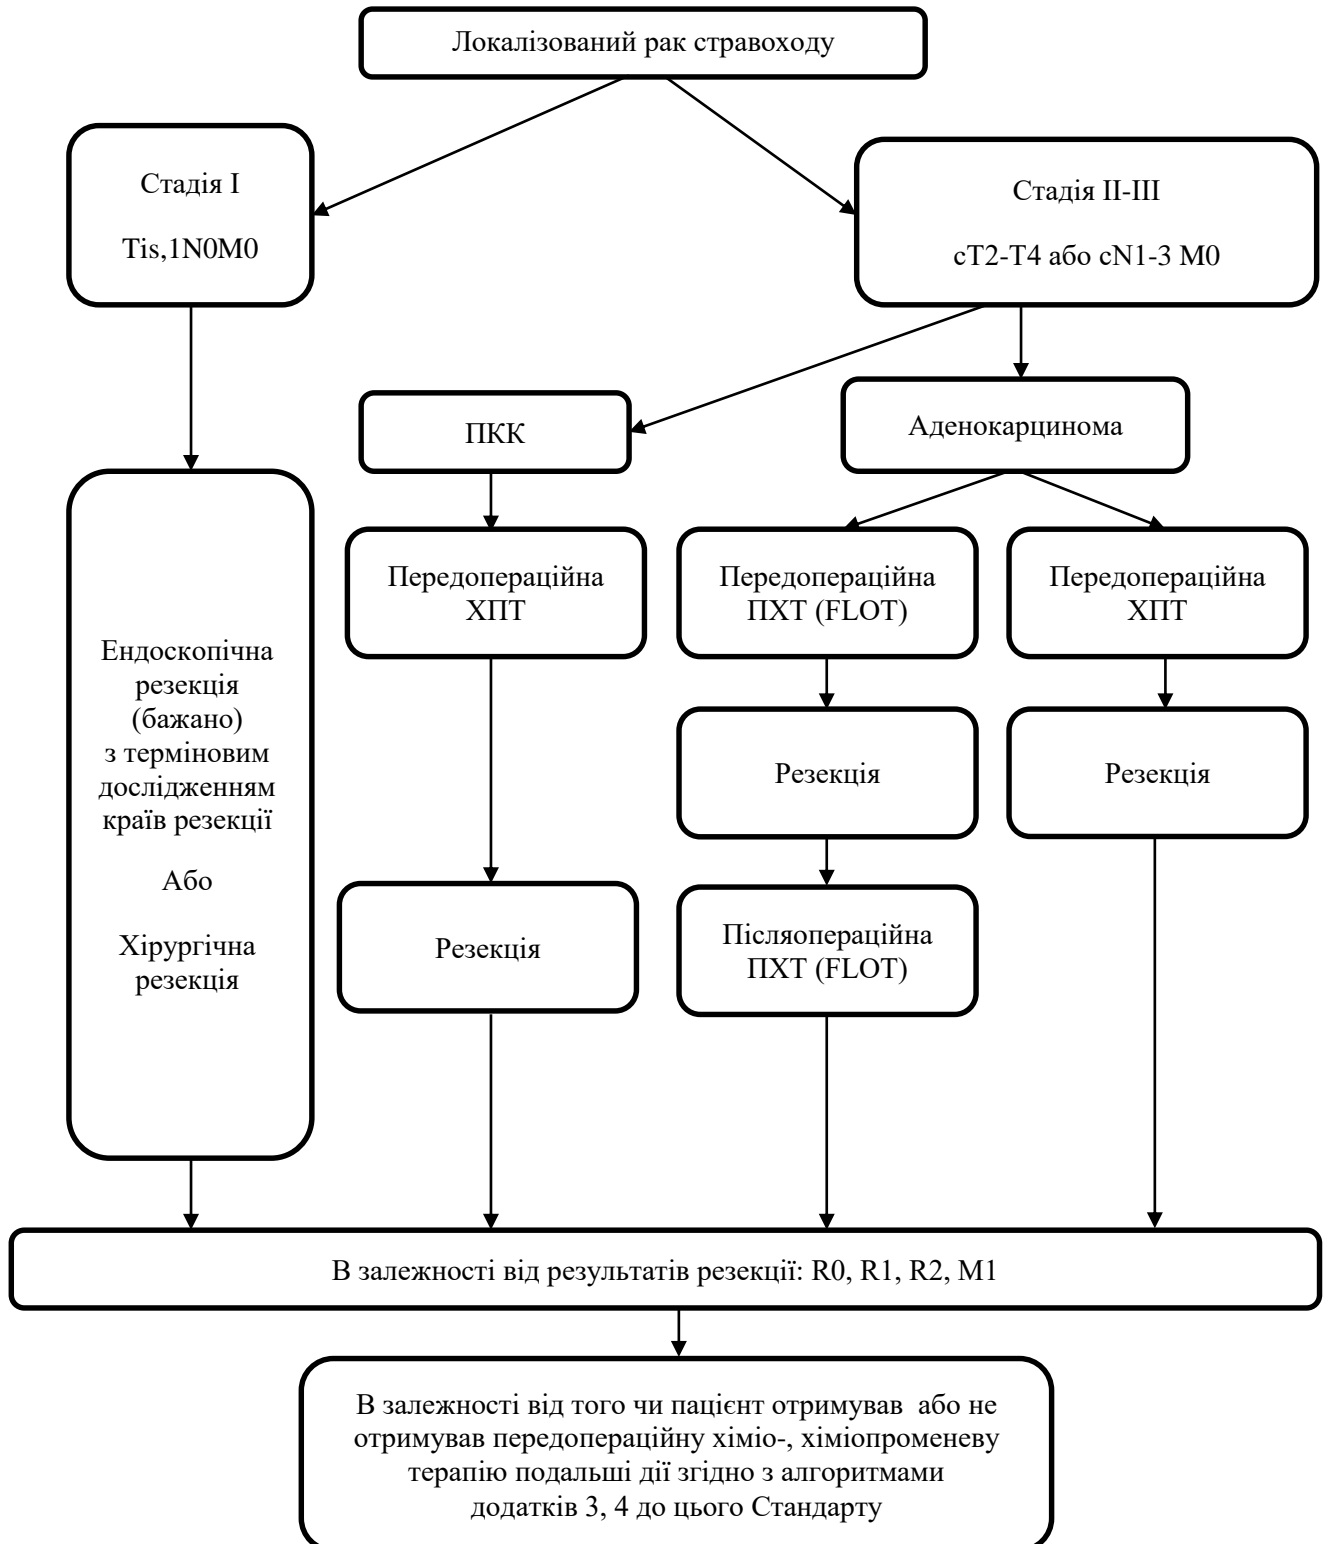 Локалізований рак стравоходу
Стадія I
Tis,1N0M0
Стадія II-III
cT2-T4 або cN1-3 M0
ПКК
Аденокарцинома
Передопераційна
ХПТ
Передопераційна
ПХТ (FLOT)
Передопераційна
ХПТ
Ендоскопічна
резекція
(бажано)
з терміновим
дослідженням
країв резекції
Або
Хірургічна
резекція
Резекція
Резекція
Резекція
Післяопераційна
ПХТ (FLOT)
В залежності від результатів резекції: R0, R1, R2, M1
В залежності від того чи пацієнт отримував або не
отримував передопераційну хіміо-, хіміопроменеву
терапію подальші дії згідно з алгоритмами
додатків 3, 4 до цього Стандарту